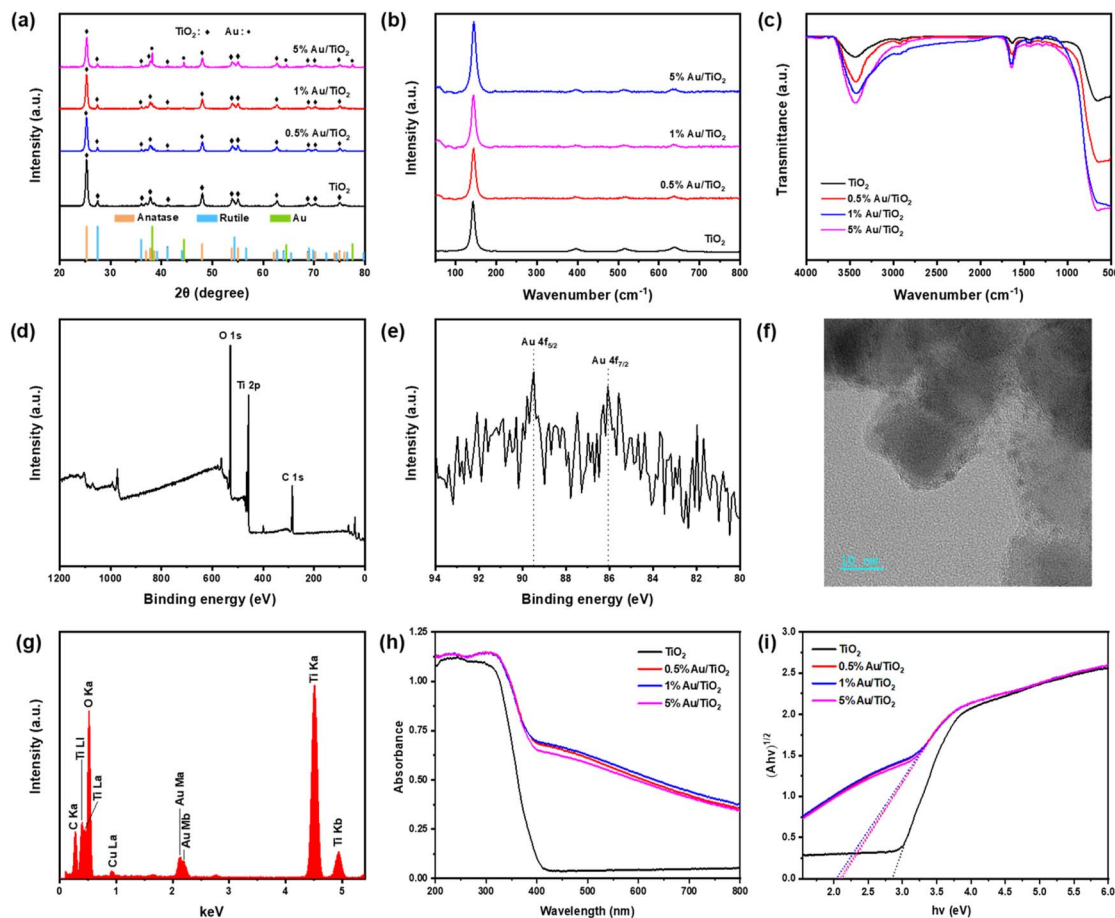 (a)
TiO₂: ♦ Au: ♦
5% Au/TiO₂
1% Au/TiO₂
0.5% Au/TiO₂
TiO₂
Anatase Rutile Au
20 30 40 50 60 70 80
2θ (degree)
Intensity (a.u.)
(b)
5% Au/TiO₂
1% Au/TiO₂
0.5% Au/TiO₂
TiO₂
100 200 300 400 500 600 700 800
Wavenumber (cm⁻¹)
Intensity (a.u.)
(c)
TiO₂
0.5% Au/TiO₂
1% Au/TiO₂
5% Au/TiO₂
4000 3500 3000 2500 2000 1500 1000 500
Wavenumber (cm⁻¹)
Transmittance (a.u.)
(d)
O 1s
Ti 2p
C 1s
1200 1000 800 600 400 200 0
Binding energy (eV)
Intensity (a.u.)
(e)
Au 4f5/2
Au 4f7/2
94 92 90 88 86 84 82 80
Binding energy (eV)
Intensity (a.u.)
(f)
10 nm
(g)
C Ka
Ti Ll
Ti La
O Ka
Cu La
Au Ma
Au Mb
Ti Ka
Ti Kb
0 1 2 3 4 5
keV
Intensity (a.u.)
(h)
1.25
1.00
0.75
0.50
0.25
0.00
TiO₂
0.5% Au/TiO₂
1% Au/TiO₂
5% Au/TiO₂
200 300 400 500 600 700 800
Wavelength (nm)
Absorbance
(i)
3.0
2.5
2.0
1.5
1.0
0.5
0.0
TiO₂
0.5% Au/TiO₂
1% Au/TiO₂
5% Au/TiO₂
2.0 2.5 3.0 3.5 4.0 4.5 5.0 5.5 6.0
hv (eV)
(Ahv)^1/2